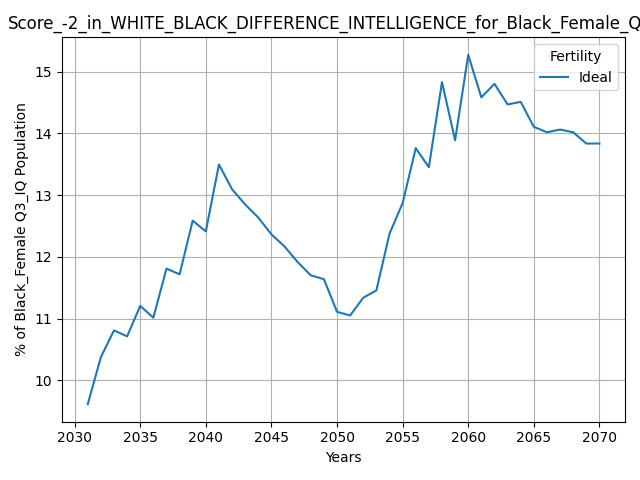 Score_-2_in_WHITE_BLACK_DIFFERENCE_INTELLIGENCE_for_Black_Female_Q
Fertility
Ideal
15
14
13
12
11
10
% of Black_Female Q3_IQ Population
2030 2035 2040 2045 2050 2055 2060 2065 2070
Years